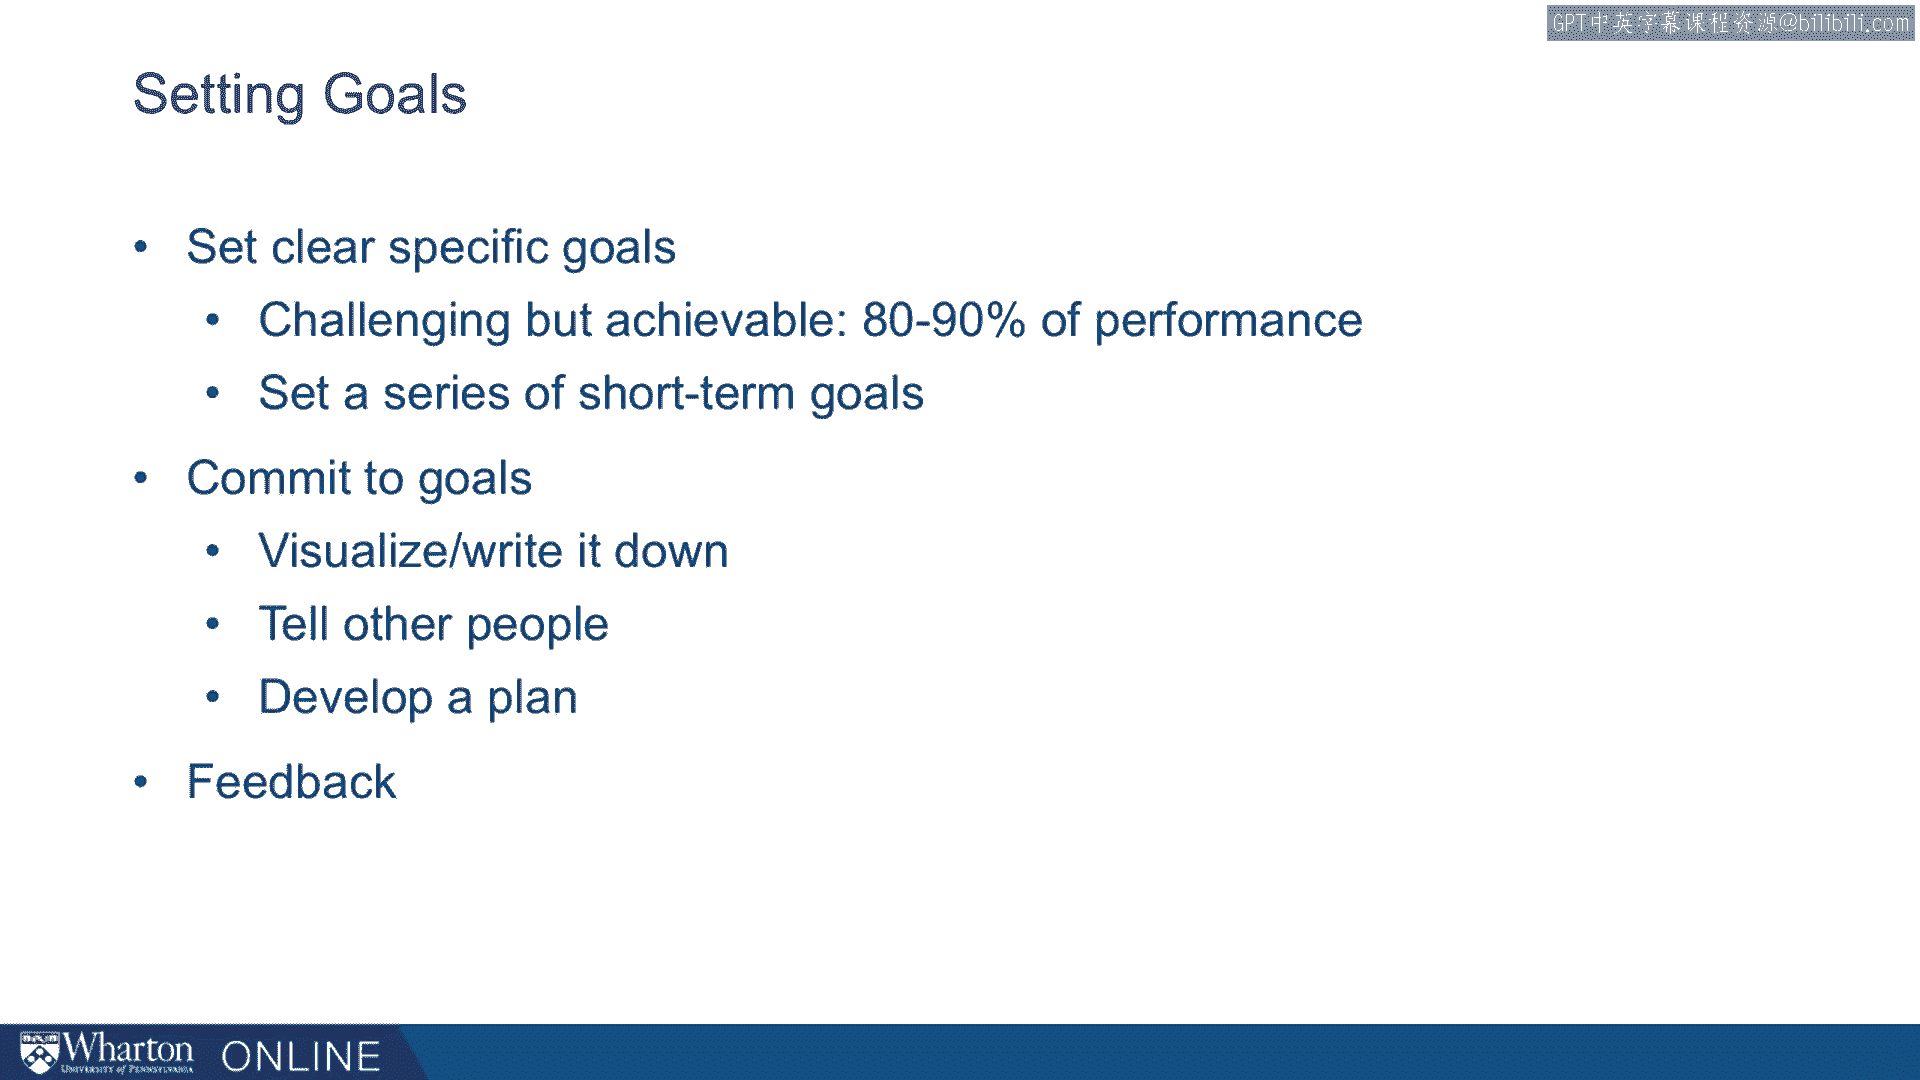 GPT中英字幕课程资源@bilibili.com
Setting Goals
• Set clear specific goals
• Challenging but achievable: 80-90% of performance
• Set a series of short-term goals
• Commit to goals
• Visualize/write it down
• Tell other people
• Develop a plan
• Feedback
Wharton ONLINE
UNIVERSITY of PENNSYLVANIA